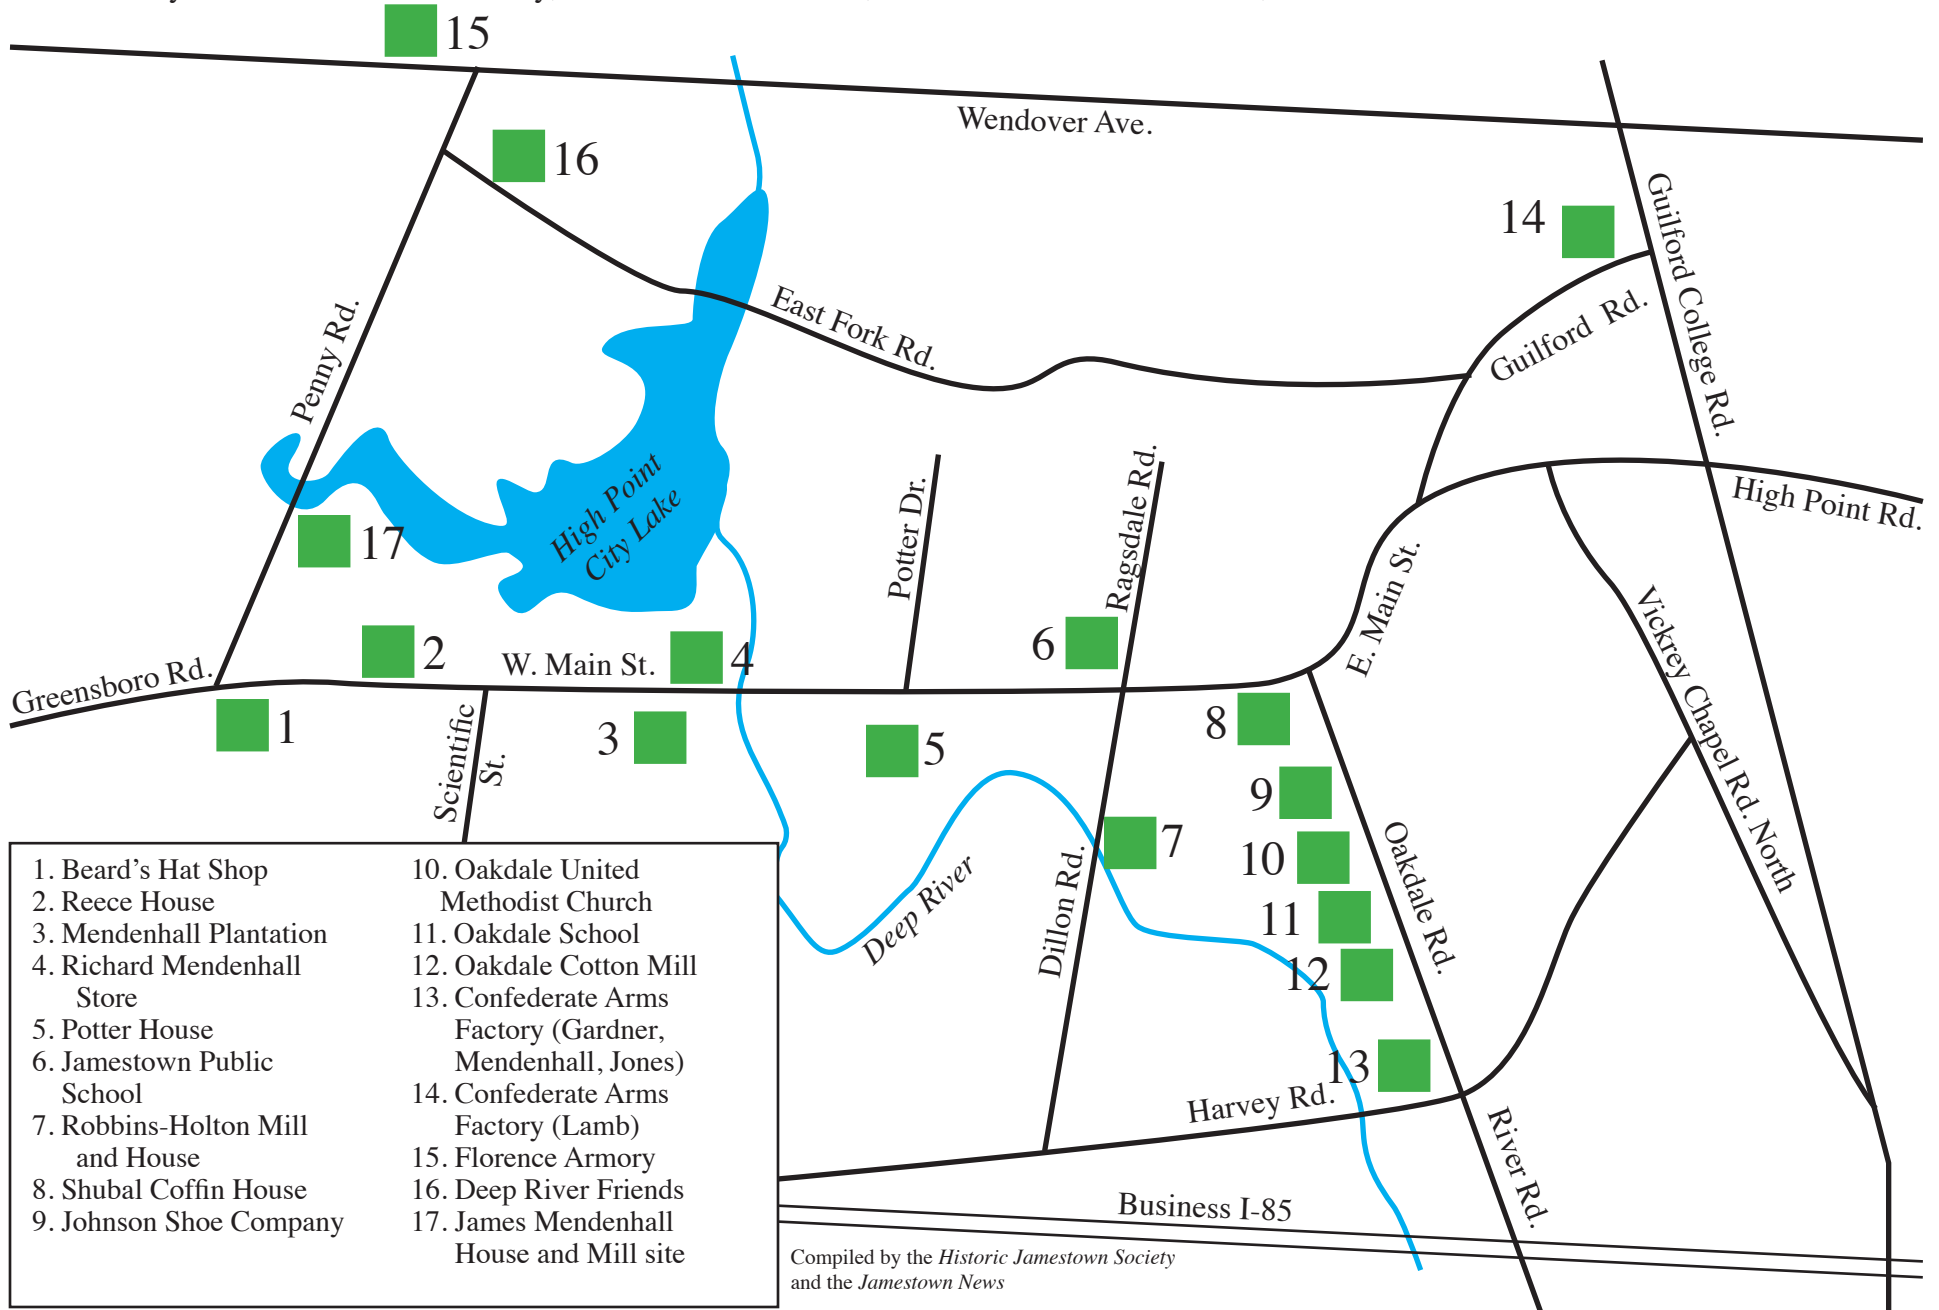 15
Wendover Ave.
16
14
Guilford College Rd.
Guilford Rd.
East Fork Rd.
Penny Rd.
High Point
City Lake
17
Potter Dr.
Ragsdale Rd.
High Point Rd.
E. Main St.
Vickrey Chapel Rd. North
2
W. Main St.
4
6
Greensboro Rd.
1
Scientific
St.
3
5
8
9
7
10
11
12
13
Oakdale Rd.
Deep River
Dillon Rd.
Harvey Rd.
River Rd.
Business I-85
1. Beard's Hat Shop
2. Reece House
3. Mendenhall Plantation
4. Richard Mendenhall
Store
5. Potter House
6. Jamestown Public
School
7. Robbins-Holton Mill
and House
8. Shubal Coffin House
9. Johnson Shoe Company
10. Oakdale United
Methodist Church
11. Oakdale School
12. Oakdale Cotton Mill
13. Confederate Arms
Factory (Gardner,
Mendenhall, Jones)
14. Confederate Arms
Factory (Lamb)
15. Florence Armory
16. Deep River Friends
17. James Mendenhall
House and Mill site
Compiled by the Historic Jamestown Society
and the Jamestown News